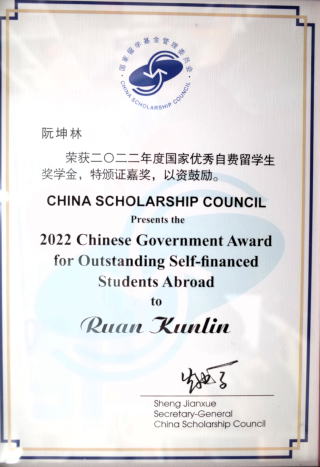 国家留学基金管理委员会
CHINA SCHOLARSHIP COUNCIL
阮坤林
荣获二〇二二年度国家优秀自费留学生
奖学金，特颁证嘉奖，以资鼓励。
CHINA SCHOLARSHIP COUNCIL
Presents the
2022 Chinese Government Award
for Outstanding Self-financed
Students Abroad
to
Ruan Kunlin
Sheng Jianxue
Secretary-General
China Scholarship Council